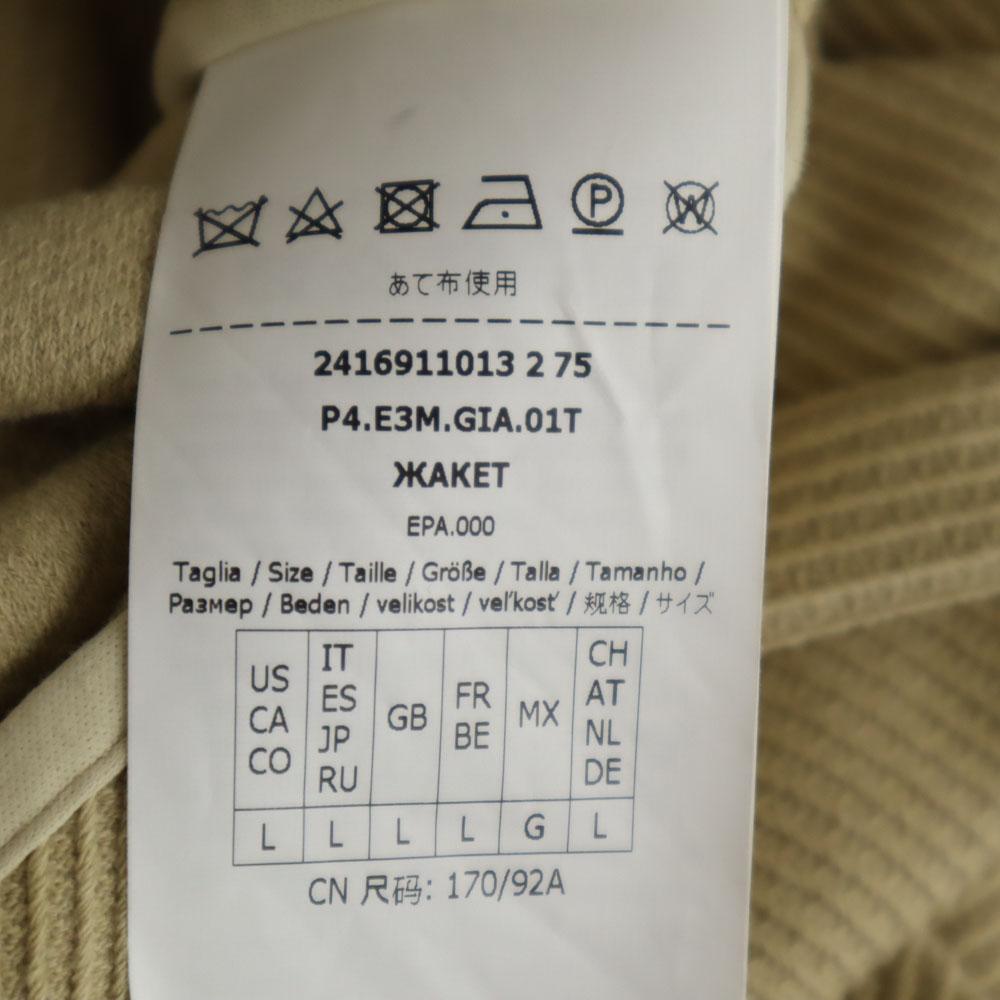 P W
あて布使用
2416911013 2 75
P4.E3M.GIA.01T
ЖАКЕТ
EPA.000
Taglia / Size / Taille / Größe / Talla / Tamanho /
Размер / Beden / velikost / veľkosť / 规格 / サイズ
US CA CO
IT ES JP RU
GB
FR BE
MX
CH AT NL DE
L L L L G L
CN 尺码: 170/92A